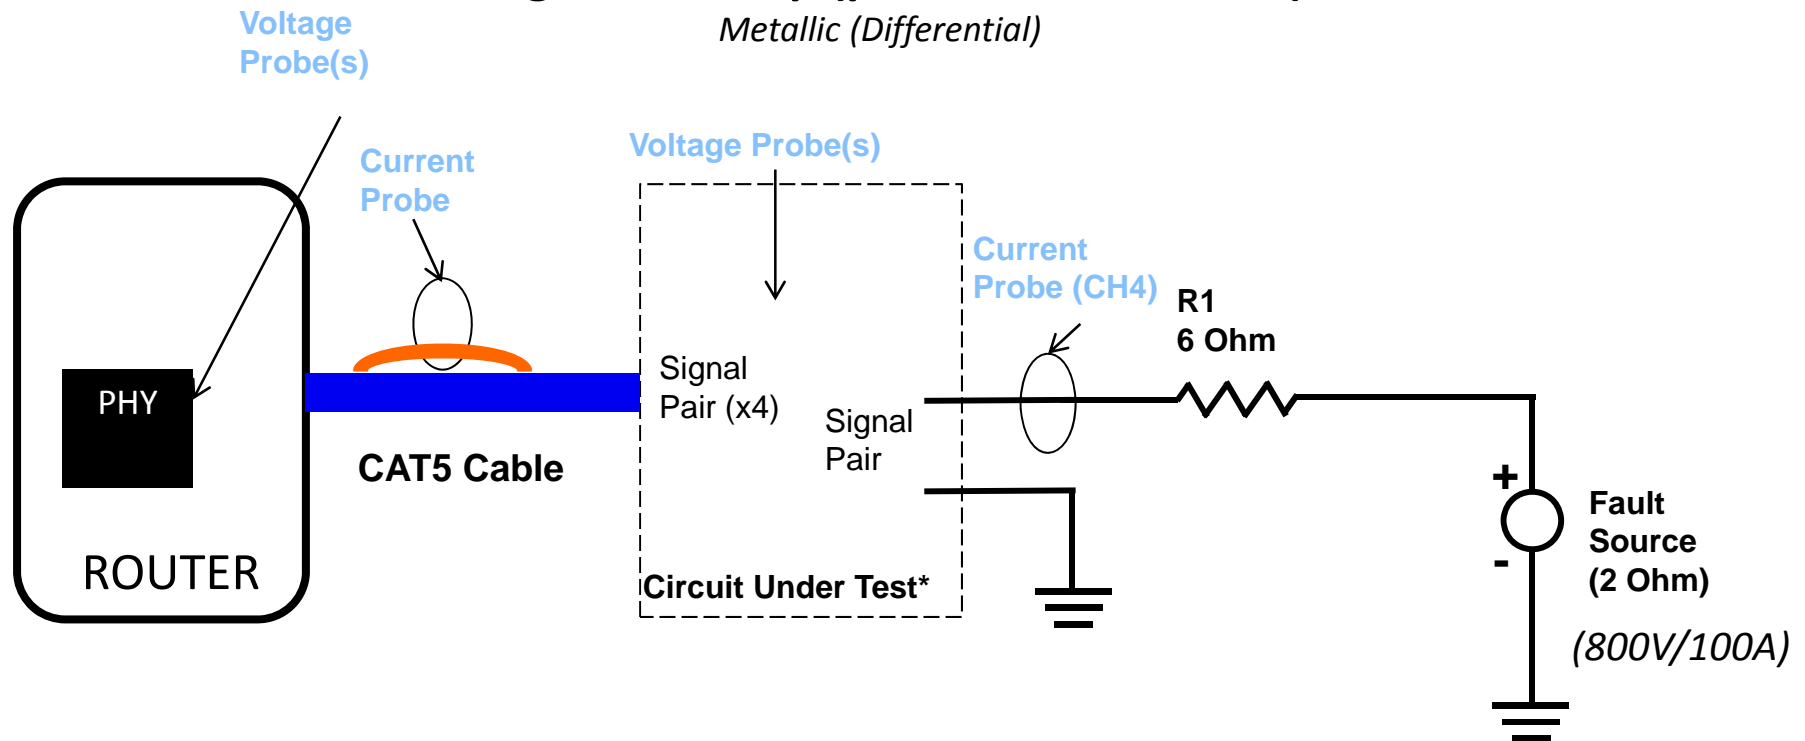 Metallic (Differential)
Voltage
Probe(s)
Current
Probe
Voltage Probe(s)
Current
Probe (CH4)
R1
6 Ohm
PHY
Signal
Pair (x4)
Signal
Pair
CAT5 Cable
ROUTER
Circuit Under Test*
+
-
Fault
Source
(2 Ohm)
(800V/100A)